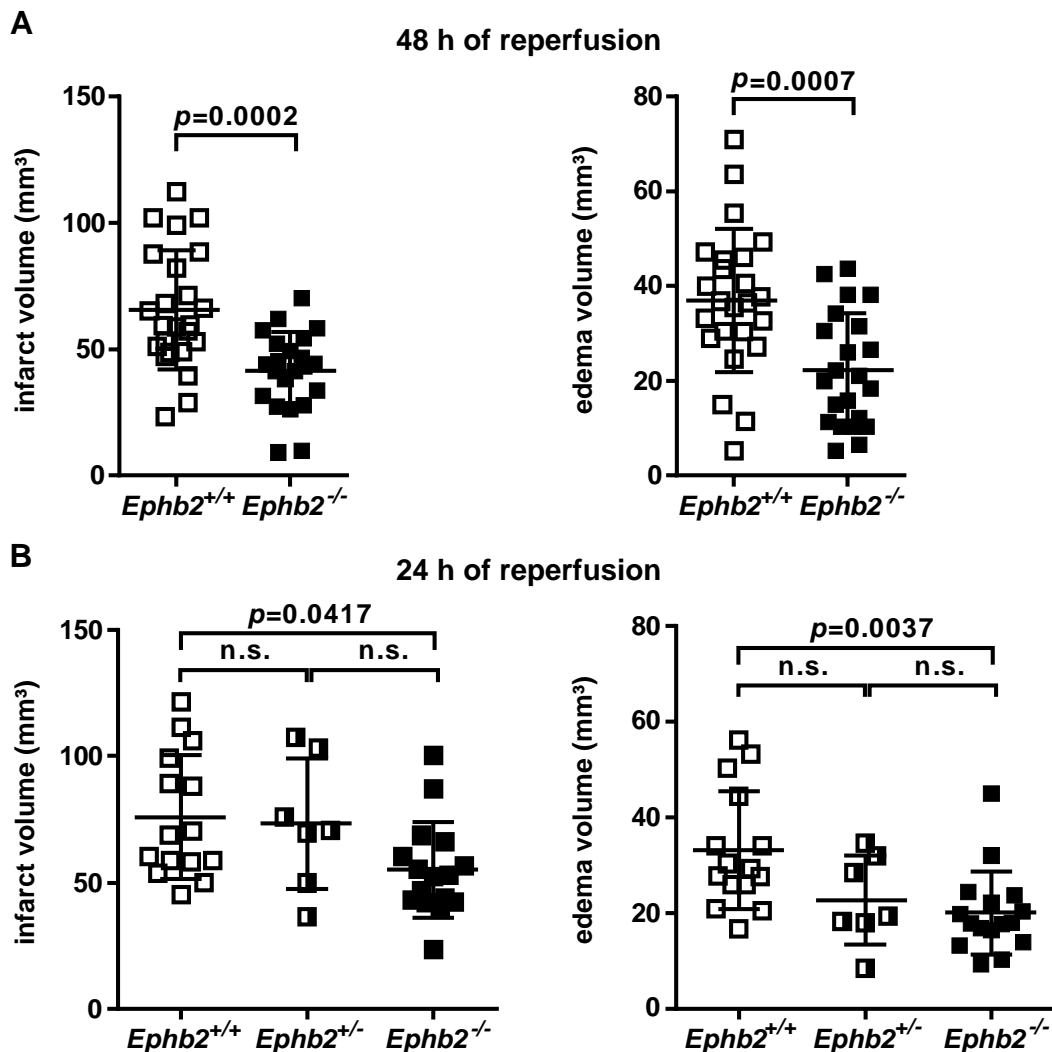 A
48 h of reperfusion
infarct volume (mm³)
150
100
50
0
p=0.0002
Ephb2+/+ Ephb2-/-
edema volume (mm³)
80
60
40
20
0
p=0.0007
Ephb2+/+ Ephb2-/-
B
24 h of reperfusion
infarct volume (mm³)
150
100
50
0
p=0.0417
n.s. n.s.
Ephb2+/+ Ephb2+/- Ephb2-/-
edema volume (mm³)
80
60
40
20
0
p=0.0037
n.s. n.s.
Ephb2+/+ Ephb2+/- Ephb2-/-